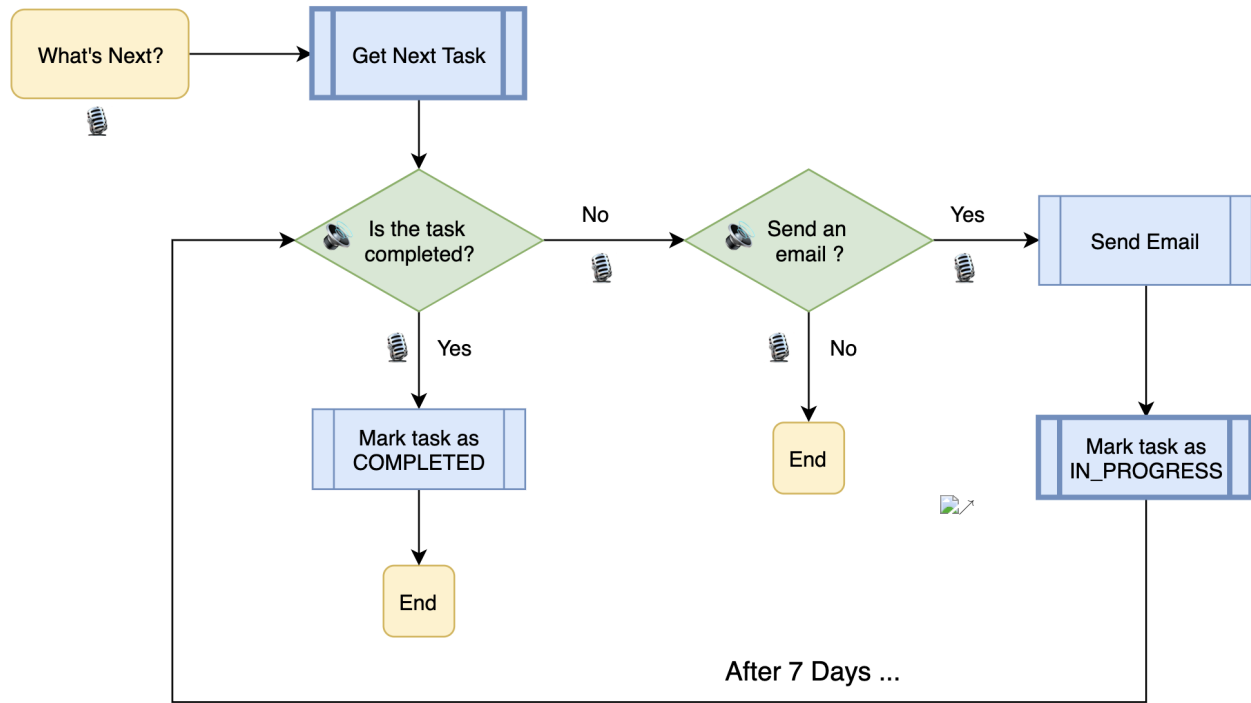 What's Next?
Get Next Task
Is the task
completed?
No
Send an
email ?
Yes
Send Email
Yes
No
Mark task as
COMPLETED
End
Mark task as
IN_PROGRESS
End
After 7 Days ...